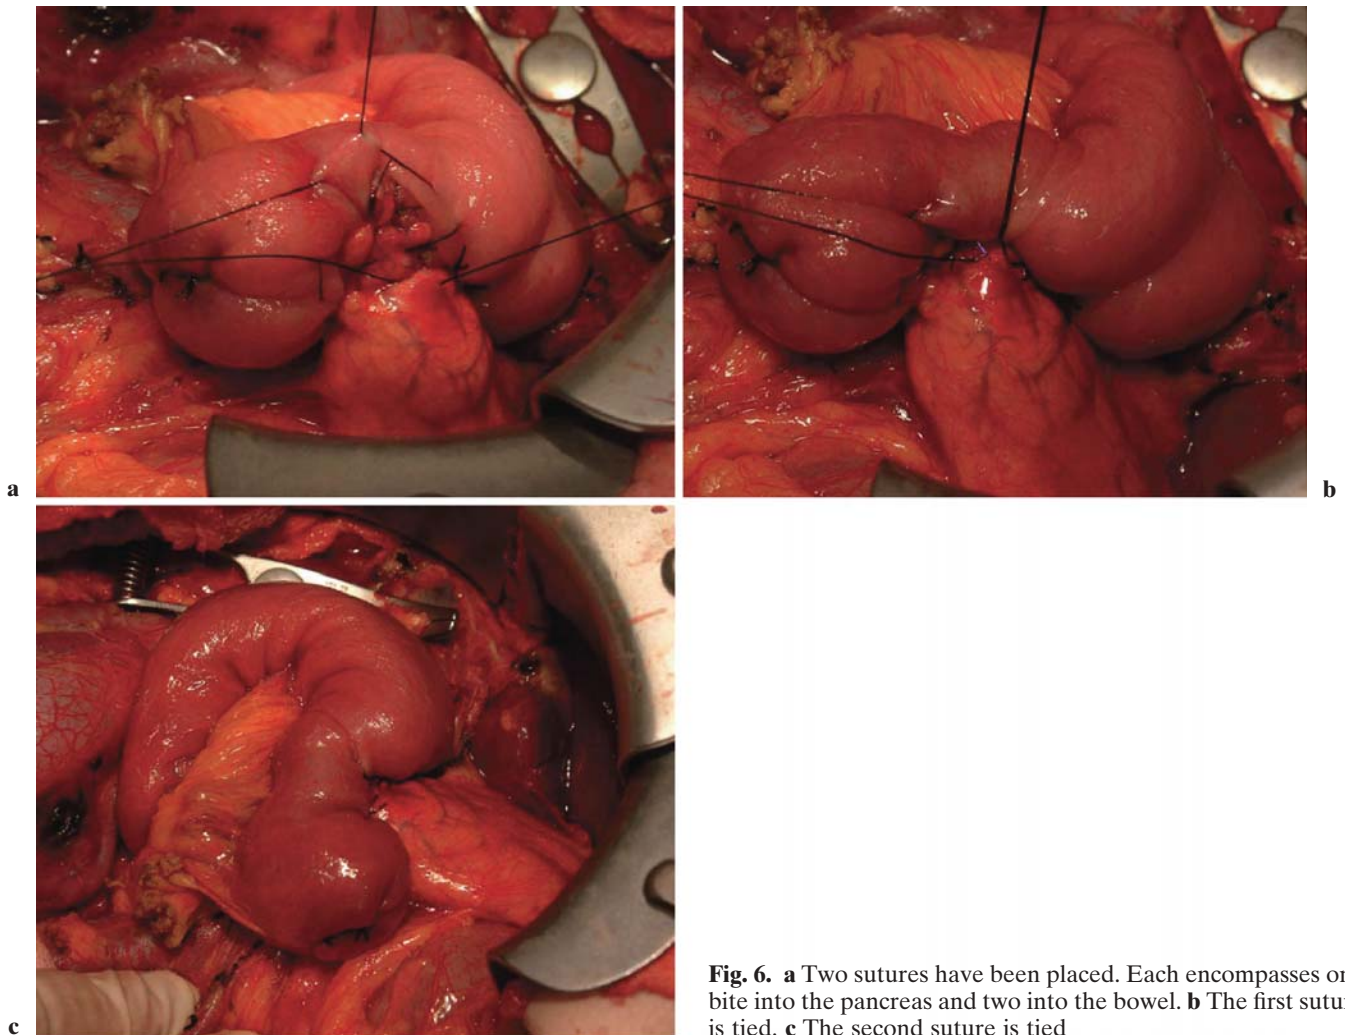 a
b
c
Fig. 6. a Two sutures have been placed. Each encompasses
bite into the pancreas and two into the bowel. b The first
is tied. c The second suture is tied